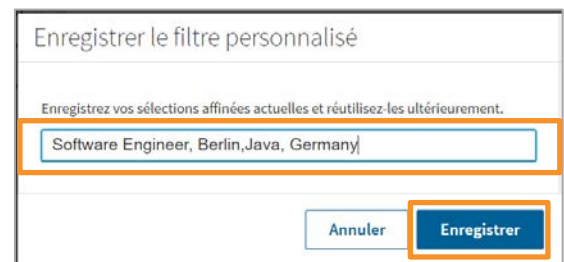 Enregistrer le filtre personnalisé
Enregistrez vos sélections affinées actuelles et réutilisez-les ultérieurement.
Software Engineer, Berlin,Java, Germany
Annuler Enregistrer